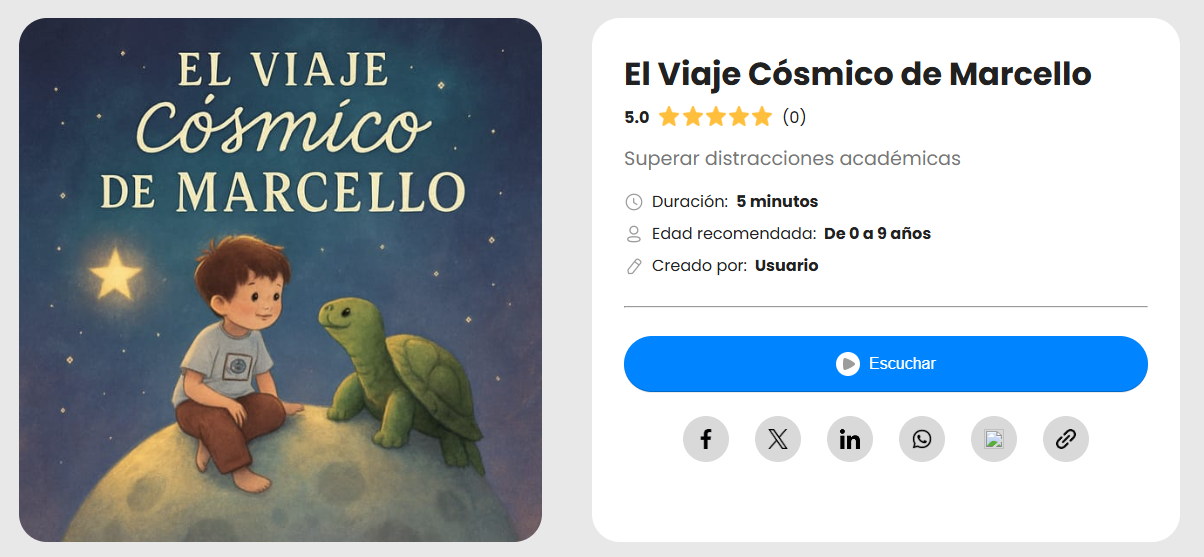 EL VIAJE
Cósmico
DE MARCELLO
El Viaje Cósmico de Marcello
5.0 (0)
Superar distracciones académicas
Duración: 5 minutos
Edad recomendada: De 0 a 9 años
Creado por: Usuario
Escuchar